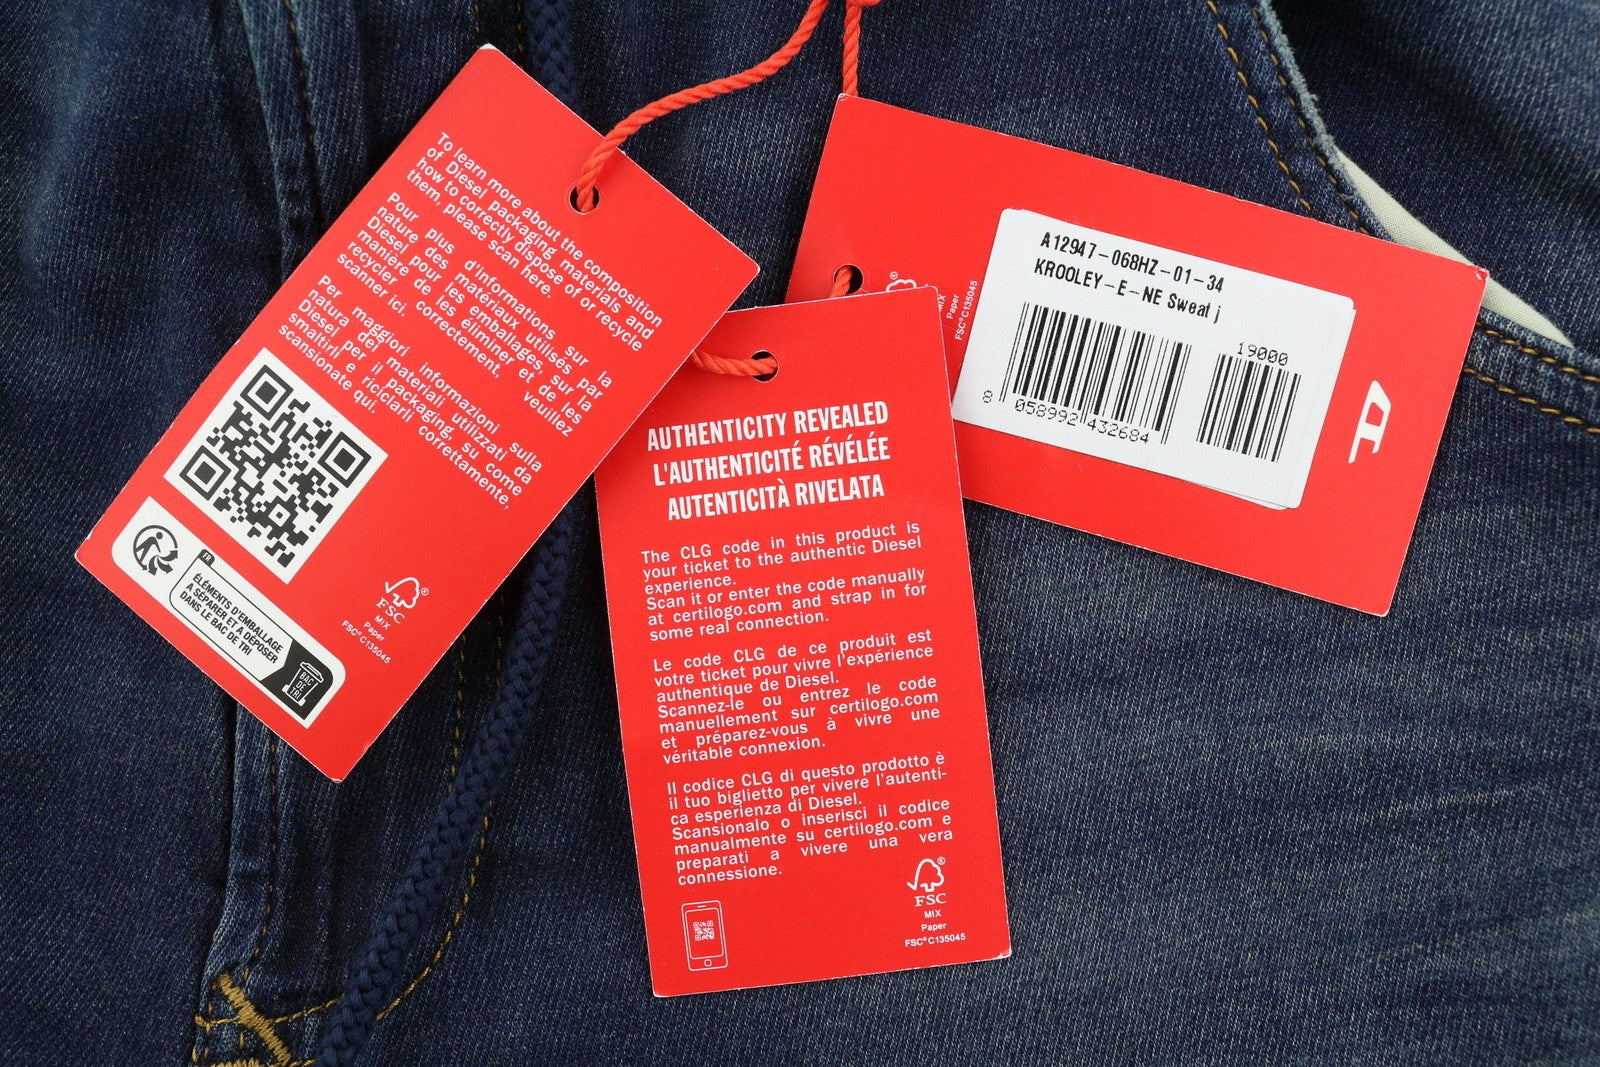 To learn more about the composition
of Diesel packaging materials and
how to correctly dispose of or recycle
them, please scan here.
Pour plus d'informations sur la
nature des matériaux utilisés par
Diesel pour les emballages, sur la
manière de les éliminer et de les
recycler correctement, veuillez
scanner ici.
Per maggiori informazioni sulla
natura dei materiali utilizzati da
Diesel per il packaging, su come
smaltirli e riciclarli correttamente,
scansionate qui.
FR
ÉLÉMENTS D'EMBALLAGE
A SÉPARER ET A DÉPOSER
DANS LE BAC DE TRI
BAC
DE
TRI
FSC®
MIX
Paper
FSC® C135045
AUTHENTICITY REVEALED
L'AUTHENTICITÉ RÉVÉLÉE
AUTENTICITÀ RIVELATA
The CLG code in this product is
your ticket to the authentic Diesel
experience.
Scan it or enter the code manually
at certilogo.com and strap in for
some real connection.
Le code CLG de ce produit est
votre ticket pour vivre l'expérience
authentique de Diesel.
Scannez-le ou entrez le code
manuellement sur certilogo.com
et préparez-vous à vivre une
véritable connexion.
Il codice CLG di questo prodotto è
il tuo biglietto per vivere l'autenti-
ca esperienza di Diesel.
Scansionalo o inserisci il codice
manualmente su certilogo.com e
preparati a vivere una vera
connessione.
FSC®
MIX
Paper
FSC® C135045
MIX
Paper
FSC® C135045
A12947-068HZ-01-34
KROOLEY-E-NE Sweat j
19000
8 058992 432684
D